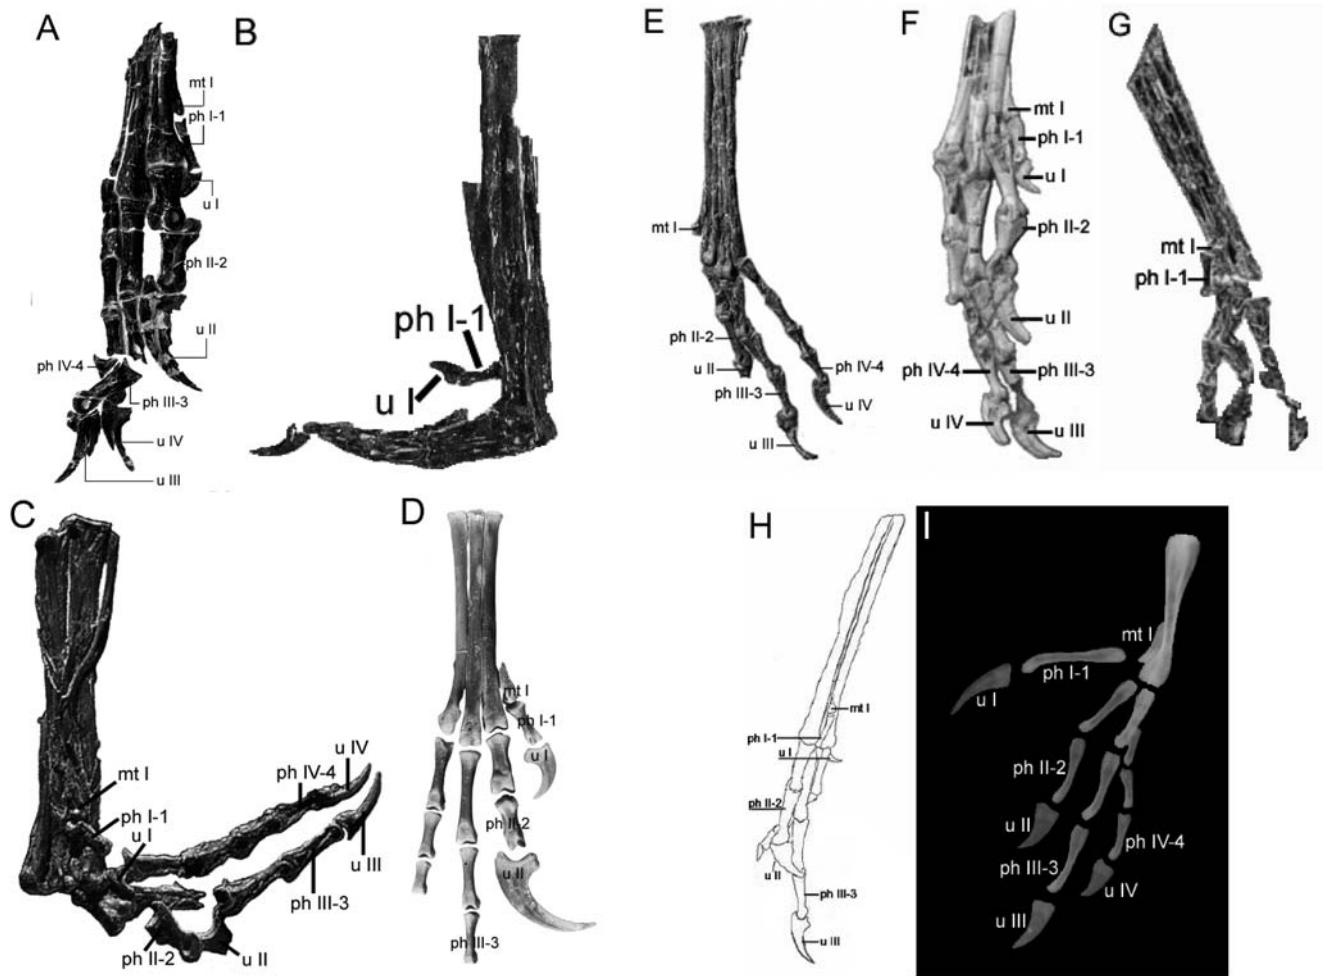 A
mt I
ph I-1
u I
ph II-2
u II
ph IV-4
ph III-3
u IV
u III
B
ph I-1
u I
E
mt I
ph II-2
u II
ph IV-4
ph III-3
u IV
u III
F
mt I
ph I-1
u I
ph II-2
u II
ph IV-4
ph III-3
u IV
u III
G
mt I
ph I-1
C
mt I
ph I-1
u I
ph IV-4
u IV
u III
ph III-3
ph II-2
u II
D
mt I
ph I-1
u I
ph II-2
u II
ph III-3
H
mt I
ph I-1
u I
ph II-2
u II
ph III-3
u III
I
mt I
ph I-1
u I
ph II-2
u II
ph IV-4
ph III-3
u IV
u III